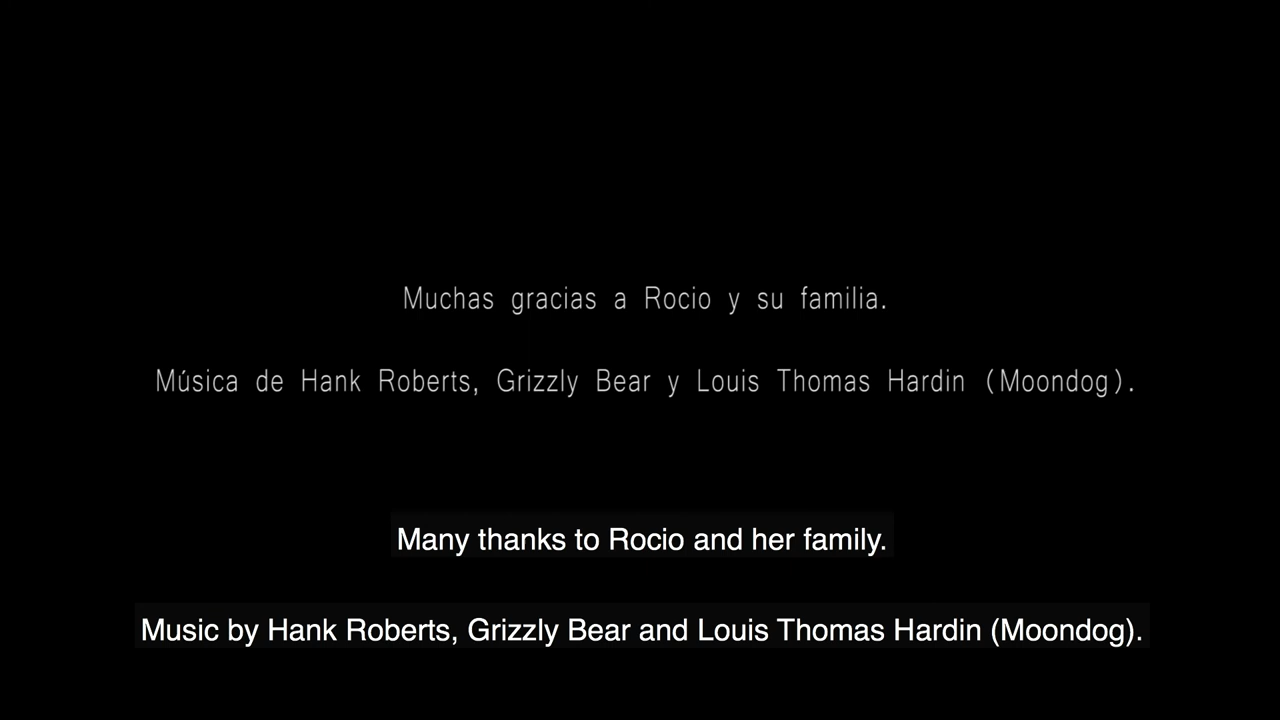 Muchas gracias a Rocio y su familia.
Música de Hank Roberts, Grizzly Bear y Louis Thomas Hardin (Moondog).
Many thanks to Rocio and her family.
Music by Hank Roberts, Grizzly Bear and Louis Thomas Hardin (Moondog).